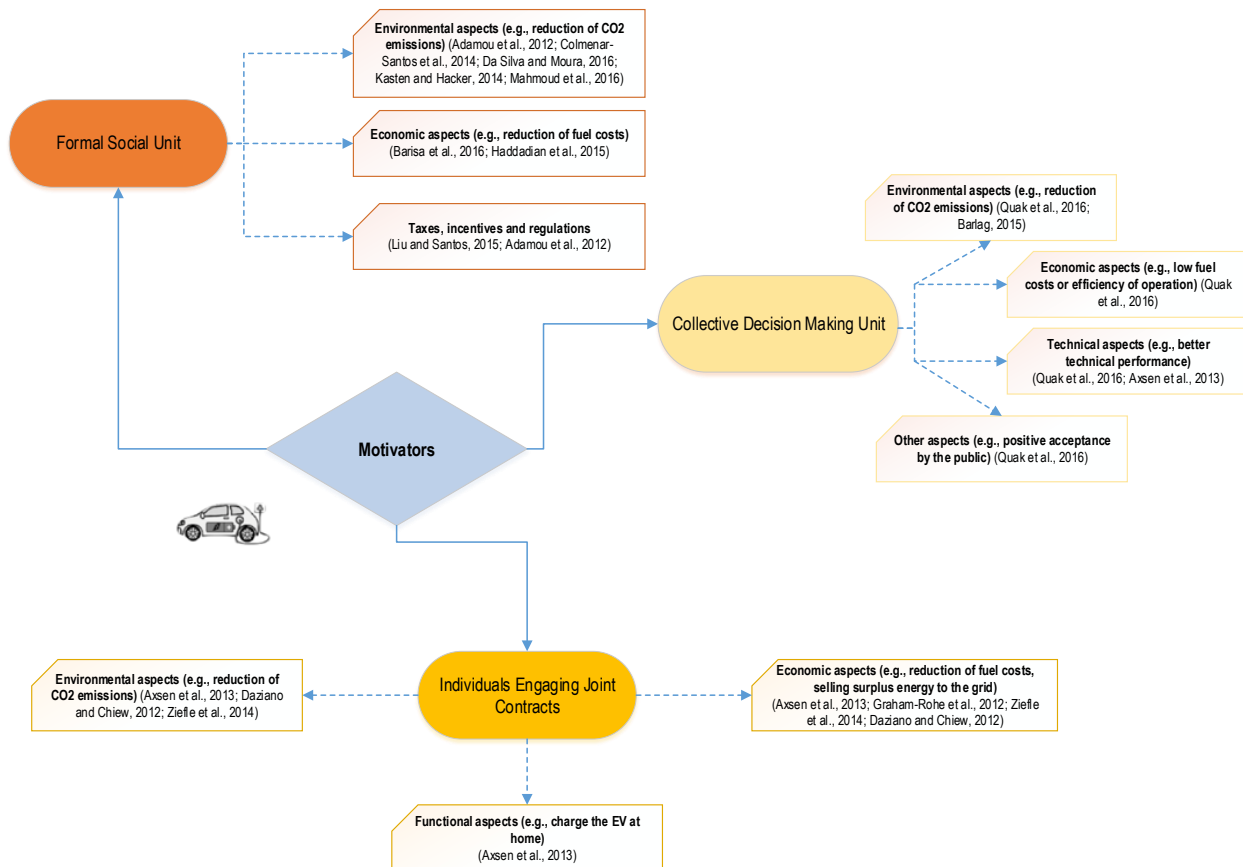 Environmental aspects (e.g., reduction of CO2
emissions) (Adamou et al., 2012; Colmenar-
Santos et al., 2014; Da Silva and Moura, 2016;
Kasten and Hacker, 2014; Mahmoud et al., 2016)
Formal Social Unit
Economic aspects (e.g., reduction of fuel costs)
(Barisa et al., 2016; Haddadian et al., 2015)
Taxes, incentives and regulations
(Liu and Santos, 2015; Adamou et al., 2012)
Environmental aspects (e.g., reduction
of CO2 emissions) (Quak et al., 2016;
Barlag, 2015)
Economic aspects (e.g., low fuel
costs or efficiency of operation) (Quak
et al., 2016)
Collective Decision Making Unit
Technical aspects (e.g., better
technical performance)
(Quak et al., 2016; Axsen et al., 2013)
Other aspects (e.g., positive acceptance
by the public) (Quak et al., 2016)
Motivators
Environmental aspects (e.g., reduction of
CO2 emissions) (Axsen et al., 2013; Daziano
and Chiew, 2012; Ziefle et al., 2014)
Individuals Engaging Joint
Contracts
Economic aspects (e.g., reduction of fuel costs,
selling surplus energy to the grid)
(Axsen et al., 2013; Graham-Rohe et al., 2012; Ziefle
et al., 2014; Daziano and Chiew, 2012)
Functional aspects (e.g., charge the EV at
home)
(Axsen et al., 2013)